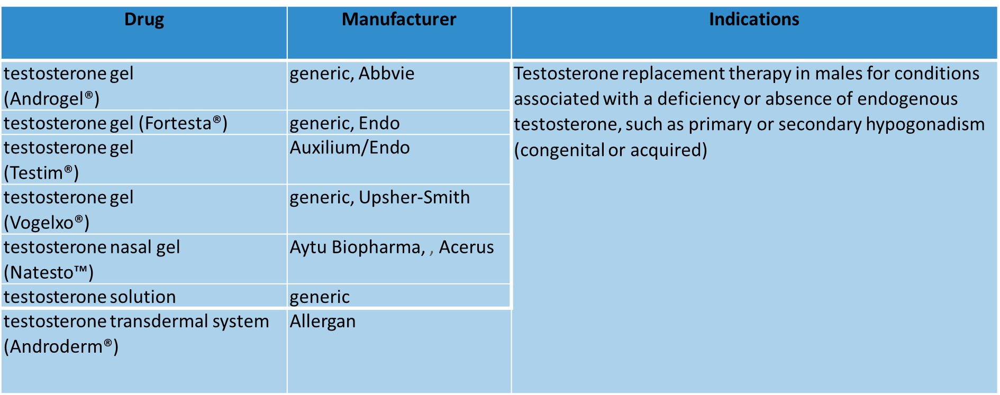 Drug
Manufacturer
Indications
testosterone gel
(Androgel®)
generic, Abbvie
Testosterone replacement therapy in males for conditions
associated with a deficiency or absence of endogenous
testosterone, such as primary or secondary hypogonadism
(congenital or acquired)
testosterone gel (Fortesta®)
generic, Endo
testosterone gel
(Testim®)
Auxilium/Endo
testosterone gel
(Vogelxo®)
generic, Upsher-Smith
testosterone nasal gel
(Natesto™)
Aytu Biopharma, , Acerus
testosterone solution
generic
testosterone transdermal system
(Androderm®)
Allergan